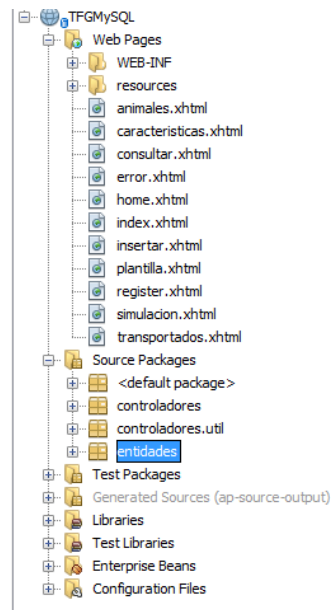 TFGMySQL
Web Pages
WEB-INF
resources
animales.xhtml
caracteristicas.xhtml
consultar.xhtml
error.xhtml
home.xhtml
index.xhtml
insertar.xhtml
plantilla.xhtml
register.xhtml
simulacion.xhtml
transportados.xhtml
Source Packages
<default package>
controladores
controladores.util
entidades
Test Packages
Generated Sources (ap-source-output)
Libraries
Test Libraries
Enterprise Beans
Configuration Files